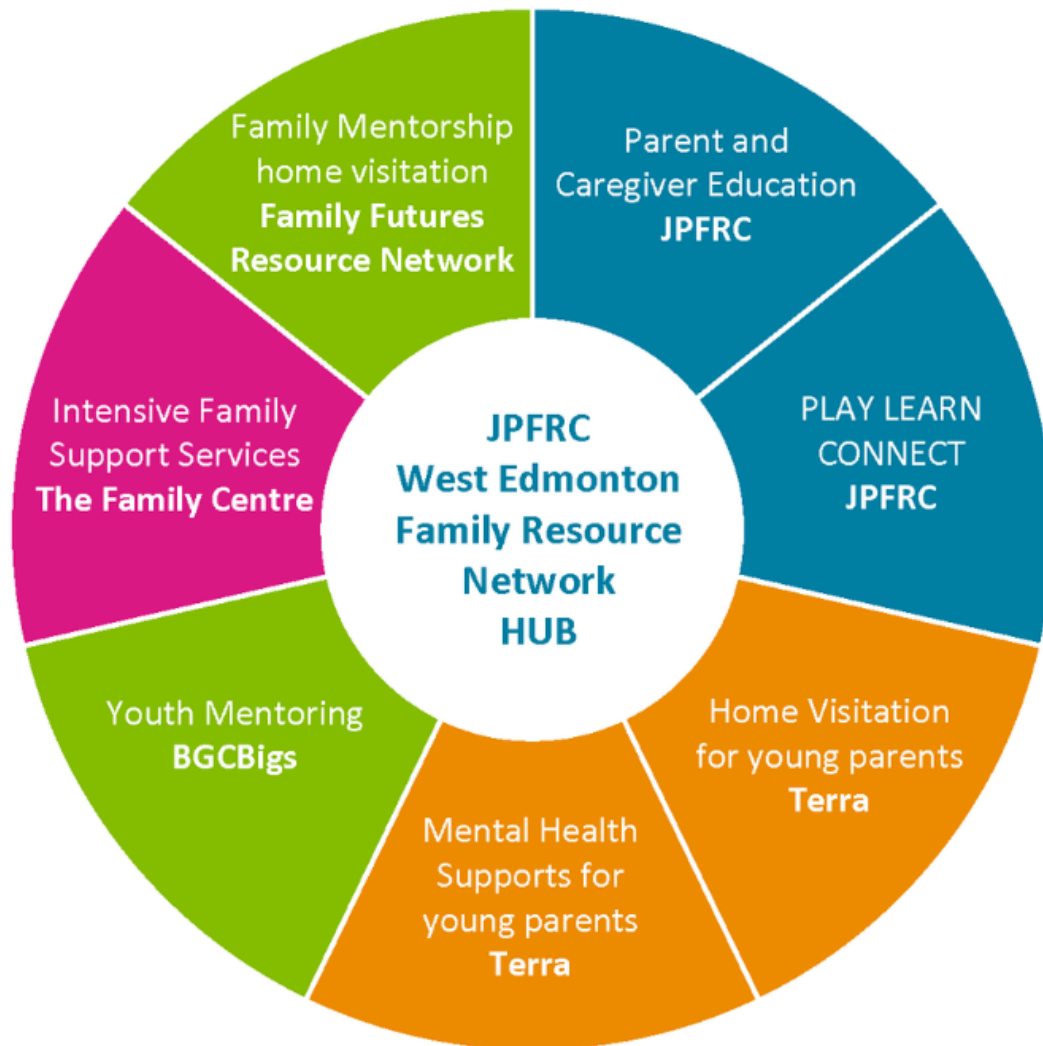 Family Mentorship
home visitation
Family Futures
Resource Network
Parent and
Caregiver Education
JPFRC
PLAY LEARN
CONNECT
JPFRC
Home Visitation
for young parents
Terra
Mental Health
Supports for
young parents
Terra
Youth Mentoring
BGCBigs
Intensive Family
Support Services
The Family Centre
JPFRC
West Edmonton
Family Resource
Network
HUB